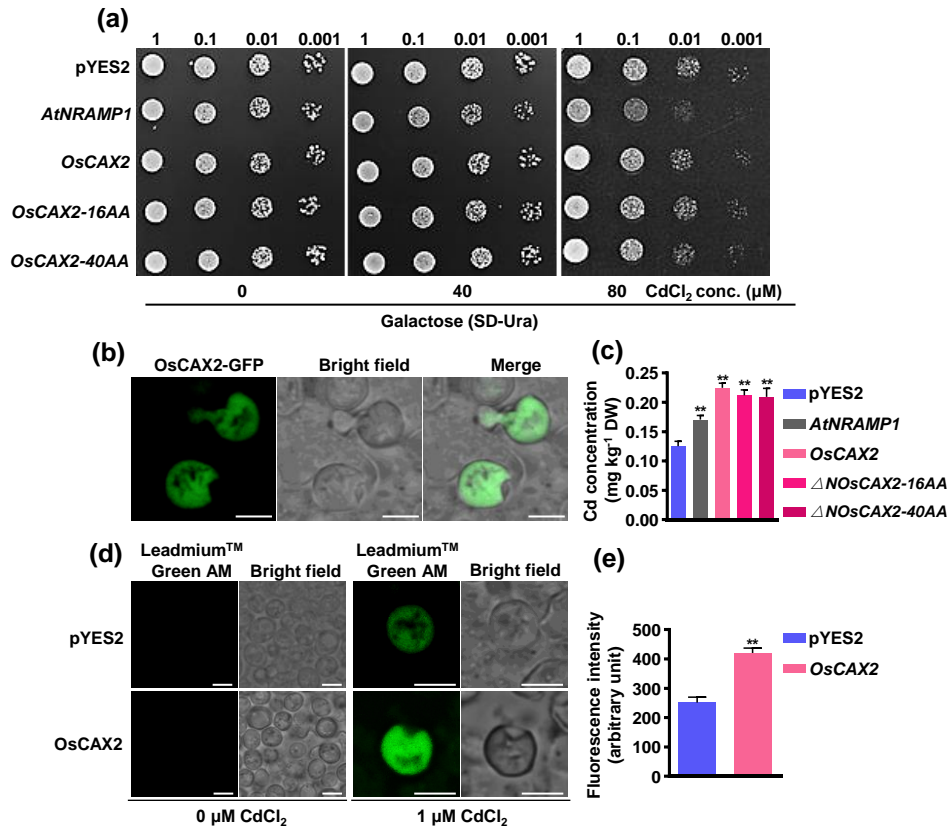 (a)
1 0.1 0.01 0.001 1 0.1 0.01 0.001 1 0.1 0.01 0.001
pYES2
AtNRAMP1
OsCAX2
OsCAX2-16AA
OsCAX2-40AA
0 40 80 CdCl₂ conc. (μM)
Galactose (SD-Ura)
(b)
OsCAX2-GFP Bright field Merge
(c)
Cd concentration
(mg kg⁻¹ DW)
0.25
0.20
0.15
0.10
0.05
0.00
** ** ** **
pYES2
AtNRAMP1
OsCAX2
△NOsCAX2-16AA
△NOsCAX2-40AA
(d)
Leadmium™ Leadmium™
Green AM Bright field Green AM Bright field
pYES2
OsCAX2
0 μM CdCl₂ 1 μM CdCl₂
(e)
Fluorescence intensity
(arbitrary unit)
500
400
300
200
100
0
**
pYES2
OsCAX2